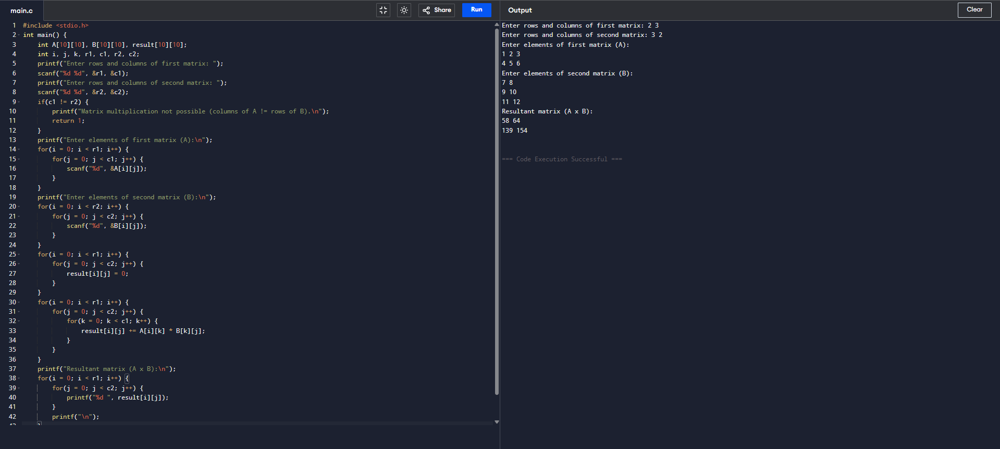 main.c
Share
Run
1 #include <stdio.h>
2 int main() {
3     int A[10][10], B[10][10], result[10][10];
4     int i, j, k, r1, c1, r2, c2;
5     printf("Enter rows and columns of first matrix: ");
6     scanf("%d %d", &r1, &c1);
7     printf("Enter rows and columns of second matrix: ");
8     scanf("%d %d", &r2, &c2);
9     if(c1 != r2) {
10         printf("Matrix multiplication not possible (columns of A != rows of B).\n");
11         return 1;
12     }
13     printf("Enter elements of first matrix (A):\n");
14     for(i = 0; i < r1; i++) {
15         for(j = 0; j < c1; j++) {
16             scanf("%d", &A[i][j]);
17         }
18     }
19     printf("Enter elements of second matrix (B):\n");
20     for(i = 0; i < r2; i++) {
21         for(j = 0; j < c2; j++) {
22             scanf("%d", &B[i][j]);
23         }
24     }
25     for(i = 0; i < r1; i++) {
26         for(j = 0; j < c2; j++) {
27             result[i][j] = 0;
28         }
29     }
30     for(i = 0; i < r1; i++) {
31         for(j = 0; j < c2; j++) {
32             for(k = 0; k < c1; k++) {
33                 result[i][j] += A[i][k] * B[k][j];
34             }
35         }
36     }
37     printf("Resultant matrix (A x B):\n");
38     for(i = 0; i < r1; i++) {
39         for(j = 0; j < c2; j++) {
40             printf("%d ", result[i][j]);
41         }
42         printf("\n");
43     }
Output
Clear
Enter rows and columns of first matrix: 2 3
Enter rows and columns of second matrix: 3 2
Enter elements of first matrix (A):
1 2 3
4 5 6
Enter elements of second matrix (B):
7 8
9 10
11 12
Resultant matrix (A x B):
58 64
139 154
=== Code Execution Successful ===